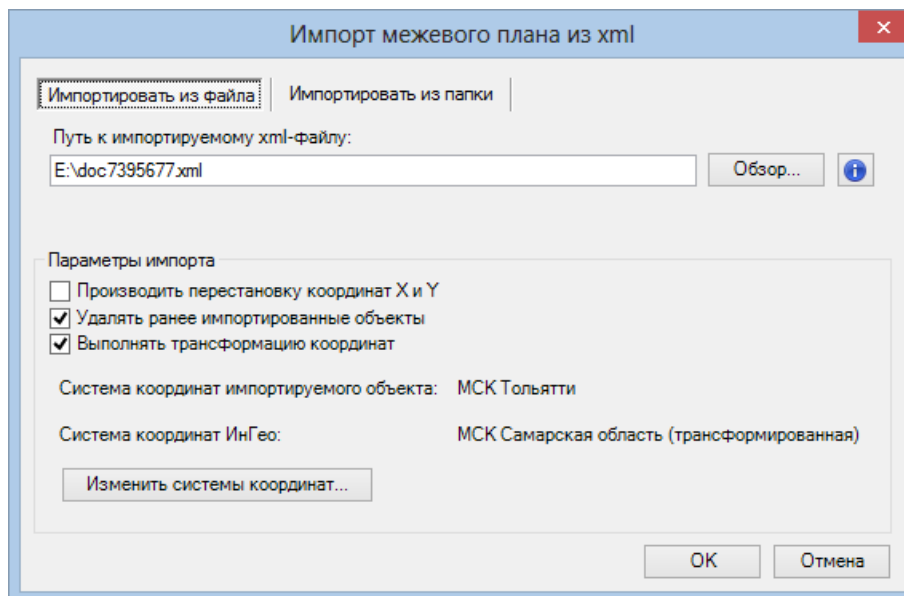 Импорт межевого плана из xml
Импортировать из файла
Импортировать из папки
Путь к импортируемому xml-файлу:
E:\doc7395677.xml
Обзор...
Параметры импорта
Производить перестановку координат X и Y
Удалять ранее импортированные объекты
Выполнять трансформацию координат
Система координат импортируемого объекта: МСК Тольятти
Система координат ИнГео: МСК Самарская область (трансформированная)
Изменить системы координат...
OK
Отмена